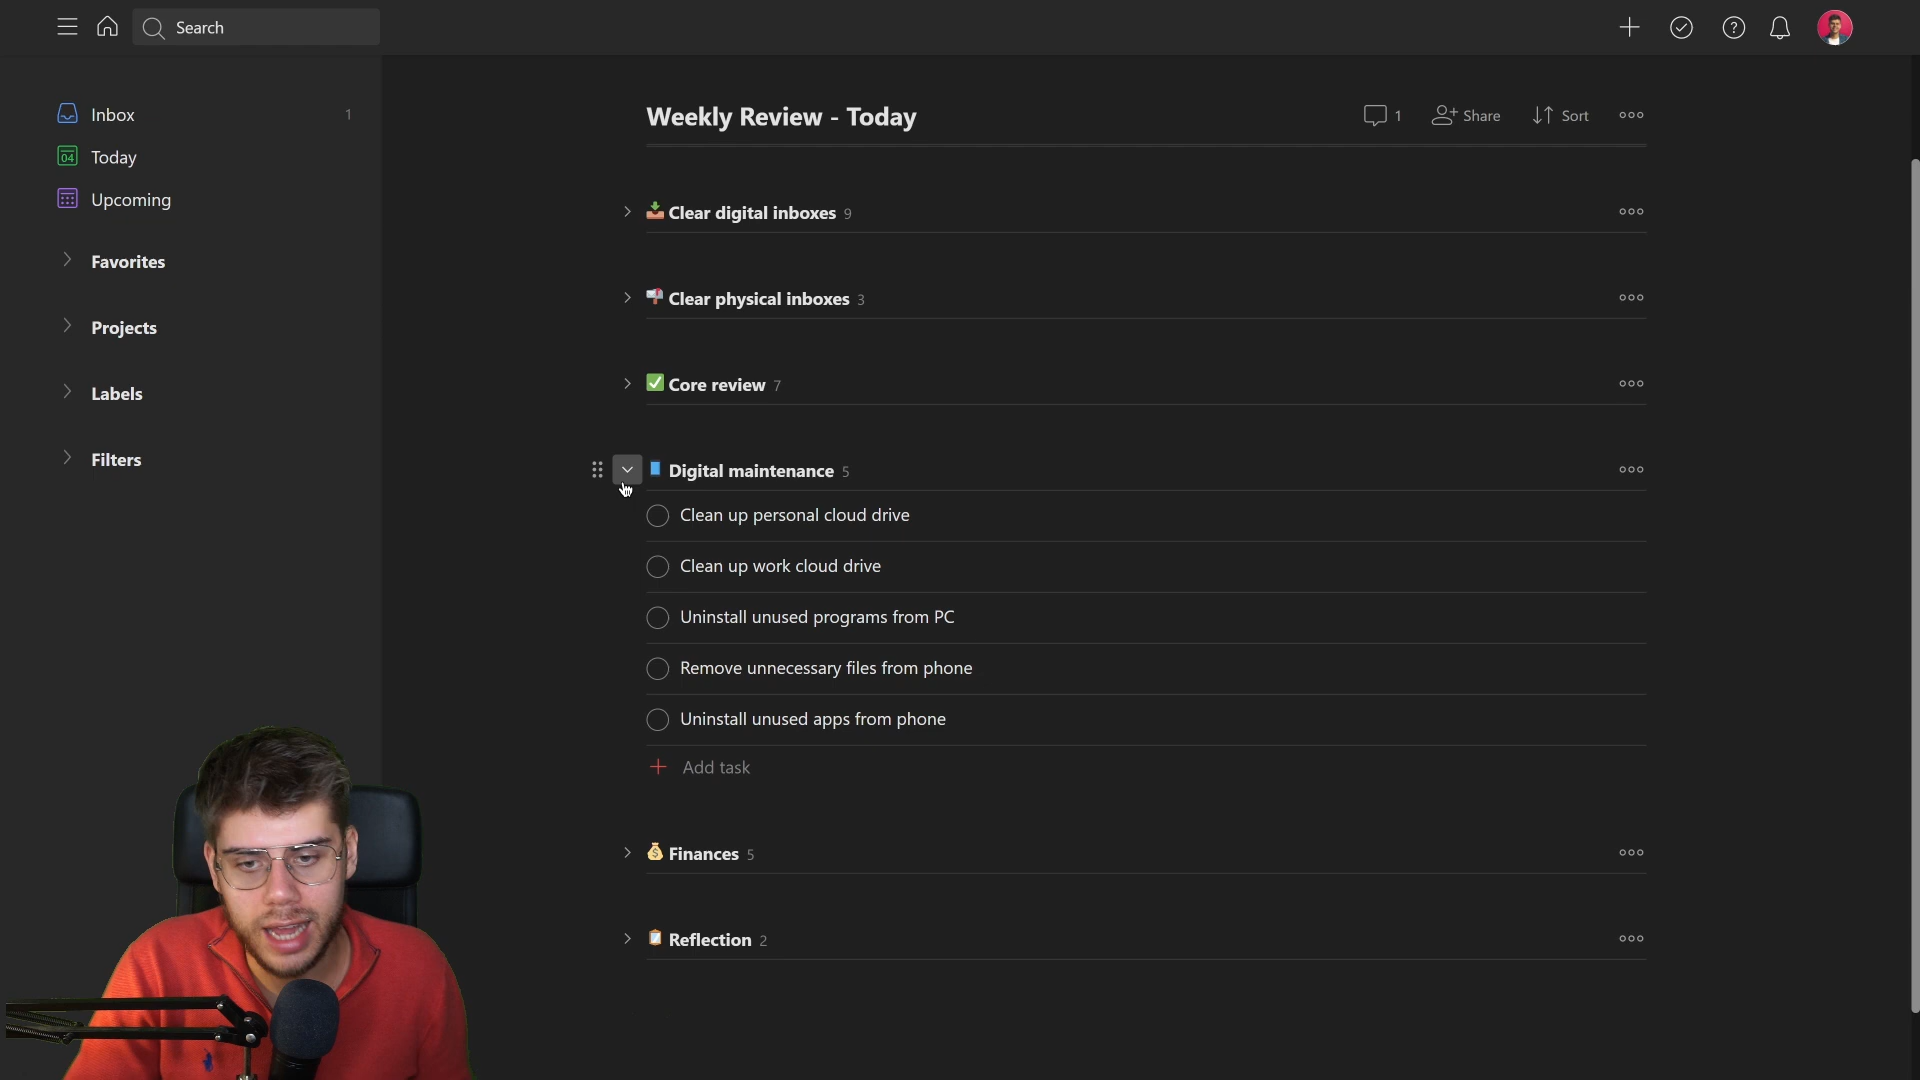 Search
Inbox 1
04 Today
Upcoming
Favorites
Projects
Labels
Filters
Weekly Review - Today
1 Share Sort
Clear digital inboxes 9
Clear physical inboxes 3
Core review 7
Digital maintenance 5
Clean up personal cloud drive
Clean up work cloud drive
Uninstall unused programs from PC
Remove unnecessary files from phone
Uninstall unused apps from phone
+ Add task
Finances 5
Reflection 2